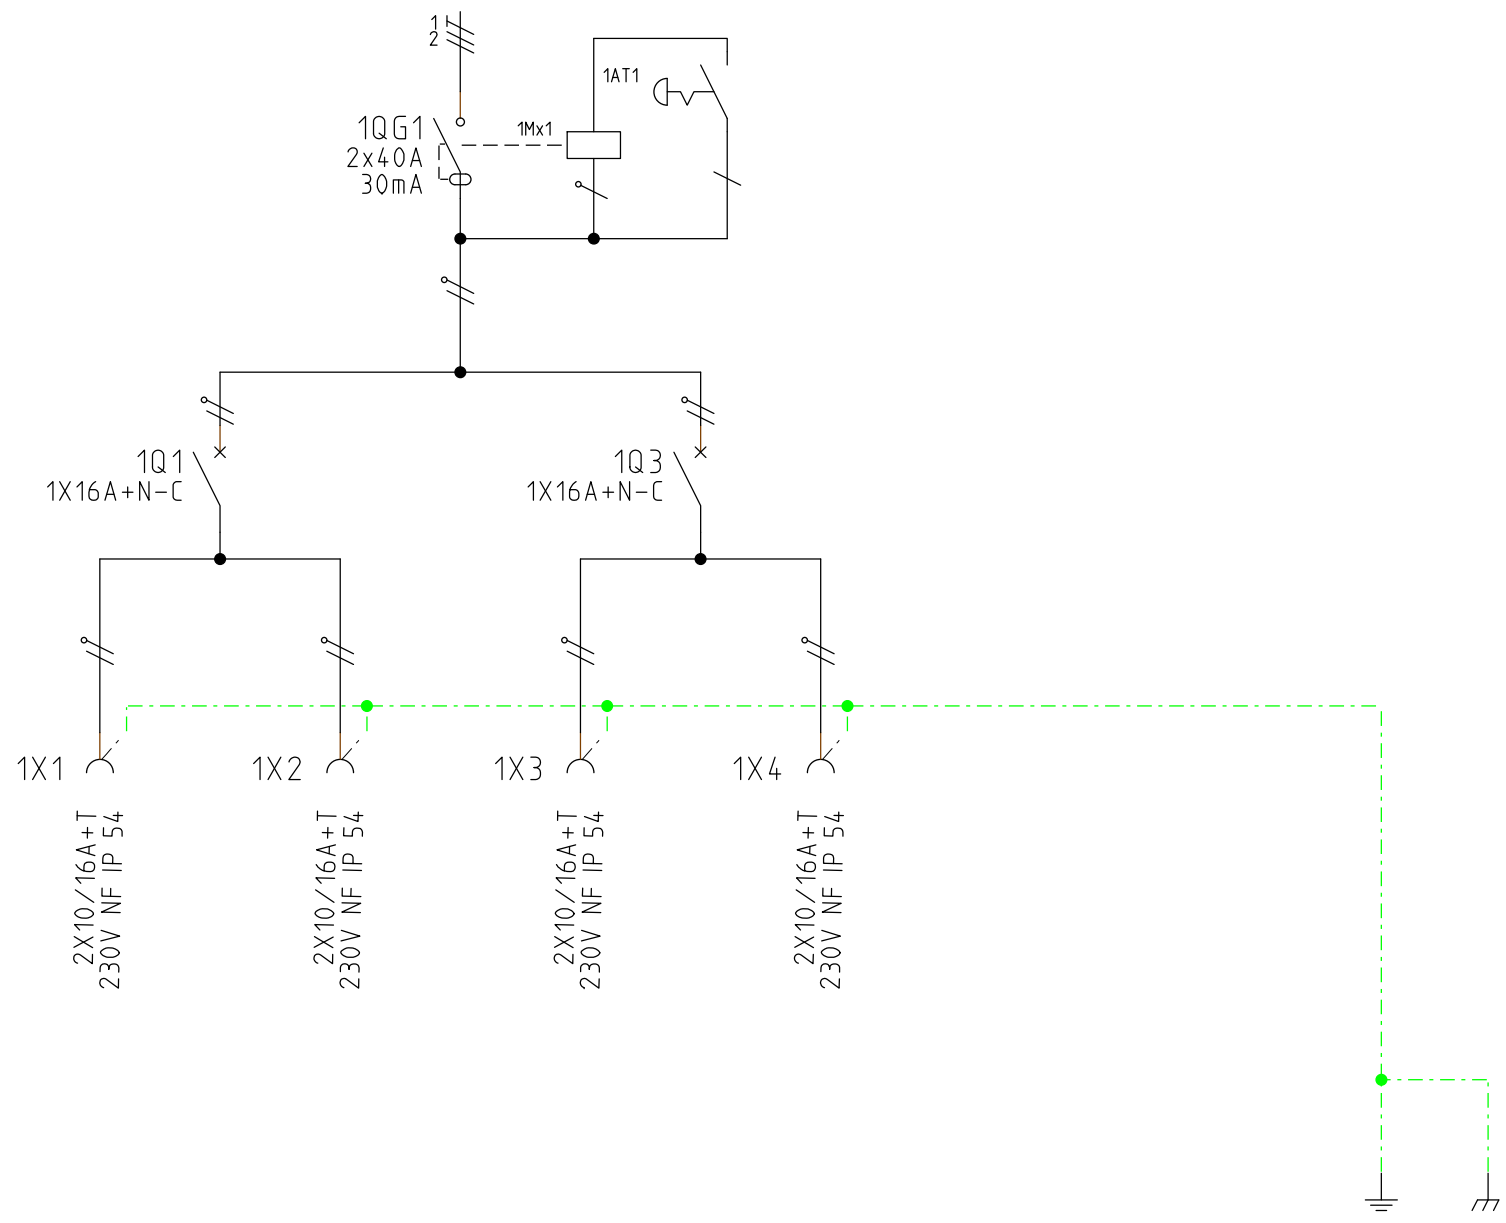 1
2
1AT1
1QG1
2x40A
30mA
1Mx1
1Q1
1X16A+N-C
1Q3
1X16A+N-C
1X1
1X2
1X3
1X4
2X10/16A+T
230V NF IP 54
2X10/16A+T
230V NF IP 54
2X10/16A+T
230V NF IP 54
2X10/16A+T
230V NF IP 54